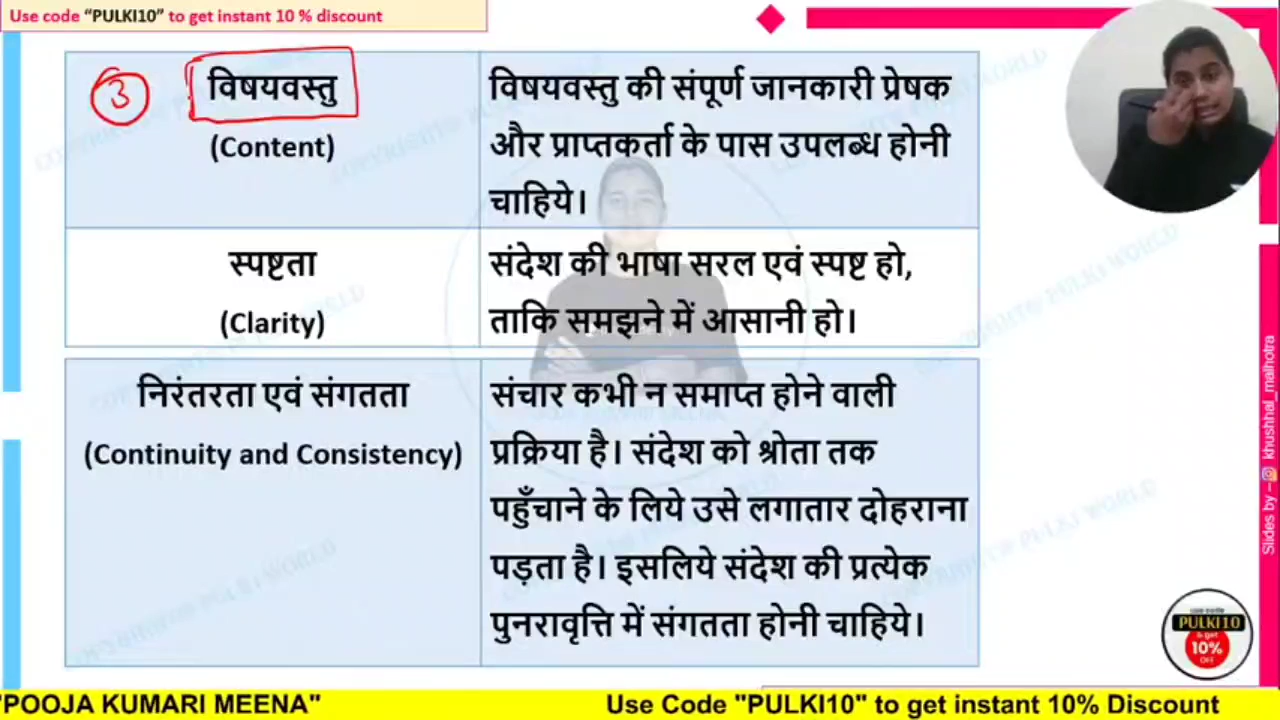 Use code “PULKI10” to get instant 10 % discount
3
विषयवस्तु
(Content)
विषयवस्तु की संपूर्ण जानकारी प्रेषक
और प्राप्तकर्ता के पास उपलब्ध होनी
चाहिये।
स्पष्टता
(Clarity)
संदेश की भाषा सरल एवं स्पष्ट हो,
ताकि समझने में आसानी हो।
निरंतरता एवं संगतता
(Continuity and Consistency)
संचार कभी न समाप्त होने वाली
प्रक्रिया है। संदेश को श्रोता तक
पहुँचाने के लिये उसे लगातार दोहराना
पड़ता है। इसलिये संदेश की प्रत्येक
पुनरावृत्ति में संगतता होनी चाहिये।
Slides by – khushhal_malhotra
PULKI10
& get
10%
OFF
"POOJA KUMARI MEENA"
Use Code "PULKI10" to get instant 10% Discount